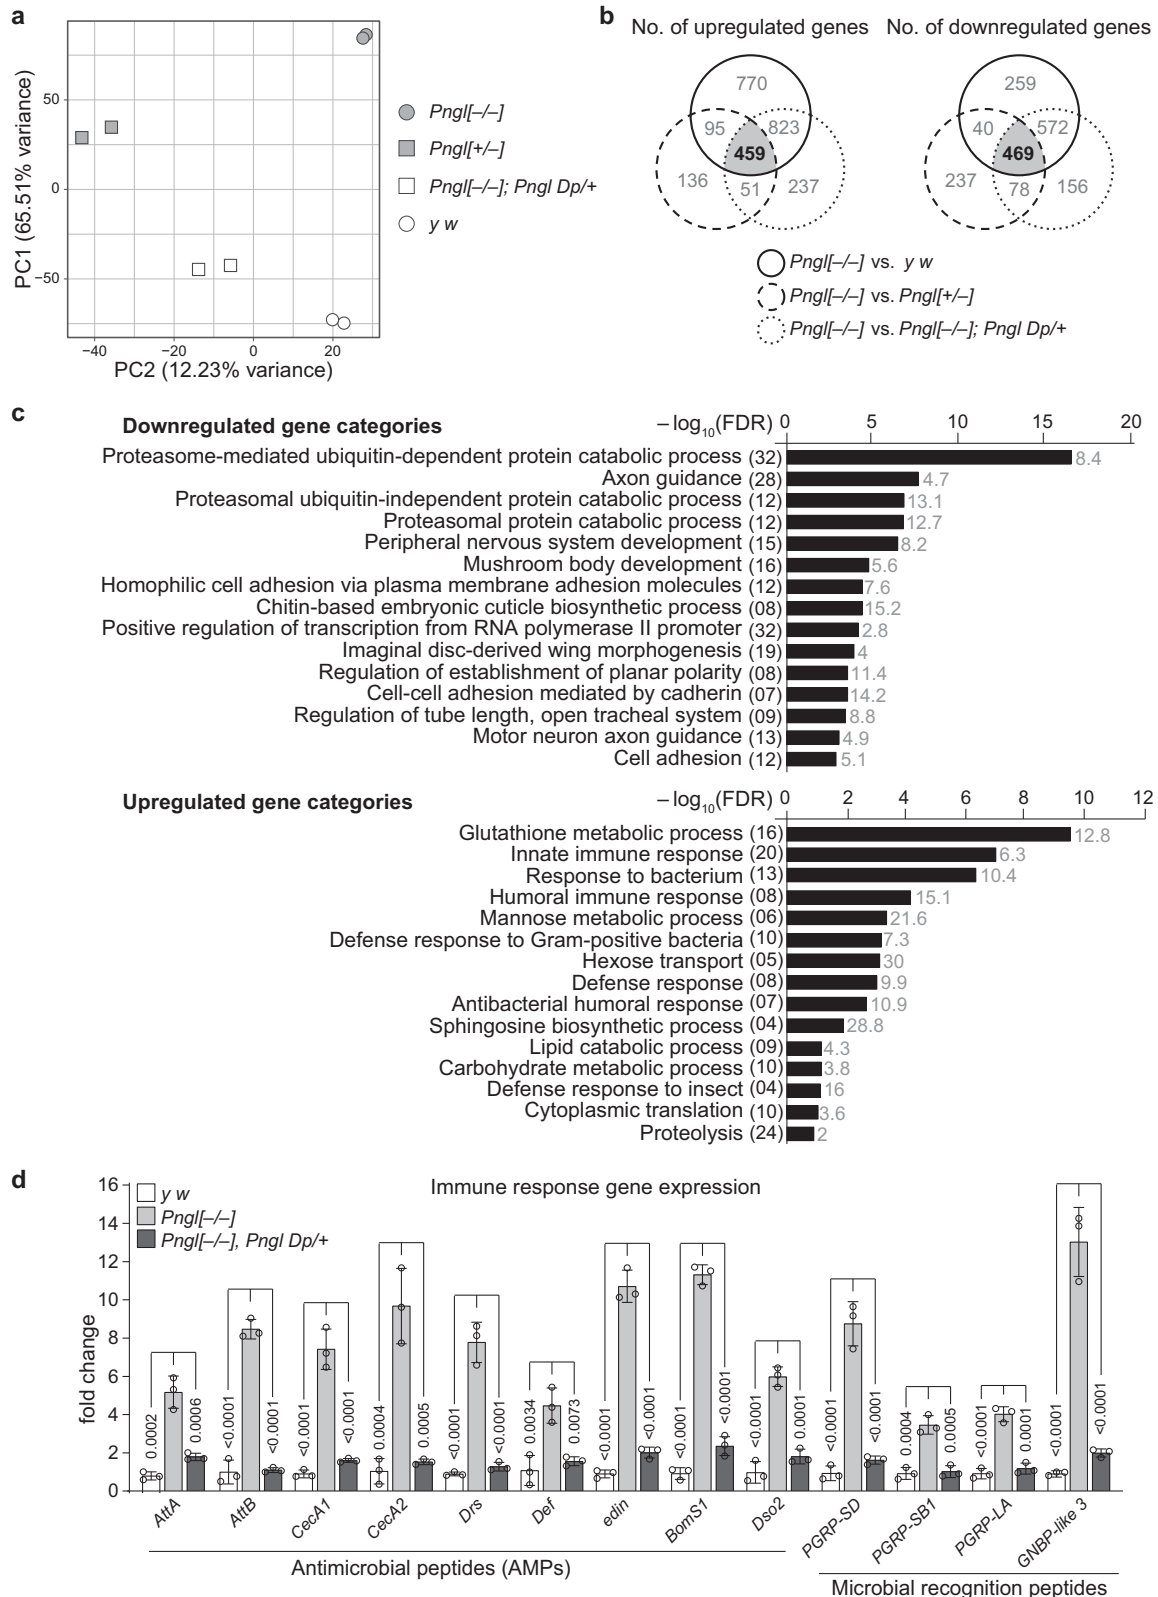 a
PC1 (65.51% variance)
50
0
−50
−40
−20
0
20
PC2 (12.23% variance)
Pngl[–/–]
Pngl[+/–]
Pngl[–/–]; Pngl Dp/+
y w
b
No. of upregulated genes
No. of downregulated genes
770
95
823
459
136
51
237
259
40
572
469
237
78
156
Pngl[–/–] vs. y w
Pngl[–/–] vs. Pngl[+/–]
Pngl[–/–] vs. Pngl[–/–]; Pngl Dp/+
c
Downregulated gene categories
– log10(FDR)
0 5 10 15 20
Proteasome-mediated ubiquitin-dependent protein catabolic process (32) 8.4
Axon guidance (28) 4.7
Proteasomal ubiquitin-independent protein catabolic process (12) 13.1
Proteasomal protein catabolic process (12) 12.7
Peripheral nervous system development (15) 8.2
Mushroom body development (16) 5.6
Homophilic cell adhesion via plasma membrane adhesion molecules (12) 7.6
Chitin-based embryonic cuticle biosynthetic process (08) 15.2
Positive regulation of transcription from RNA polymerase II promoter (32) 2.8
Imaginal disc-derived wing morphogenesis (19) 4
Regulation of establishment of planar polarity (08) 11.4
Cell-cell adhesion mediated by cadherin (07) 14.2
Regulation of tube length, open tracheal system (09) 8.8
Motor neuron axon guidance (13) 4.9
Cell adhesion (12) 5.1
Upregulated gene categories
– log10(FDR)
0 2 4 6 8 10 12
Glutathione metabolic process (16) 12.8
Innate immune response (20) 6.3
Response to bacterium (13) 10.4
Humoral immune response (08) 15.1
Mannose metabolic process (06) 21.6
Defense response to Gram-positive bacteria (10) 7.3
Hexose transport (05) 30
Defense response (08) 9.9
Antibacterial humoral response (07) 10.9
Sphingosine biosynthetic process (04) 28.8
Lipid catabolic process (09) 4.3
Carbohydrate metabolic process (10) 3.8
Defense response to insect (04) 16
Cytoplasmic translation (10) 3.6
Proteolysis (24) 2
d
Immune response gene expression
y w
Pngl[–/–]
Pngl[–/–], Pngl Dp/+
fold change
16
14
12
10
8
6
4
2
0
0.0002
0.0006
<0.0001
<0.0001
<0.0001
<0.0001
0.0004
0.0005
<0.0001
<0.0001
0.0034
0.0073
<0.0001
<0.0001
<0.0001
<0.0001
<0.0001
0.0001
<0.0001
<0.0001
0.0004
0.0005
<0.0001
0.0001
<0.0001
<0.0001
AttA
AttB
CecA1
CecA2
Drs
Def
edin
BomS1
Dso2
PGRP-SD
PGRP-SB1
PGRP-LA
GNBP-like 3
Antimicrobial peptides (AMPs)
Microbial recognition peptides